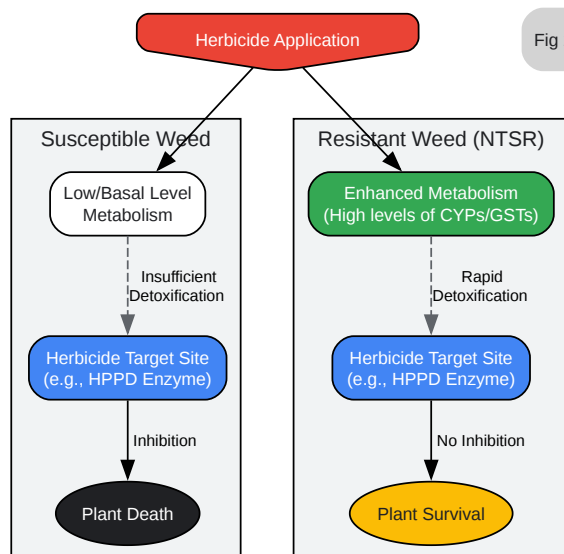 Herbicide Application
Fig
Susceptible Weed
Low/Basal Level
Metabolism
Insufficient
Detoxification
Herbicide Target Site
(e.g., HPPD Enzyme)
Inhibition
Plant Death
Resistant Weed (NTSR)
Enhanced Metabolism
(High levels of CYPs/GSTs)
Rapid
Detoxification
Herbicide Target Site
(e.g., HPPD Enzyme)
No Inhibition
Plant Survival